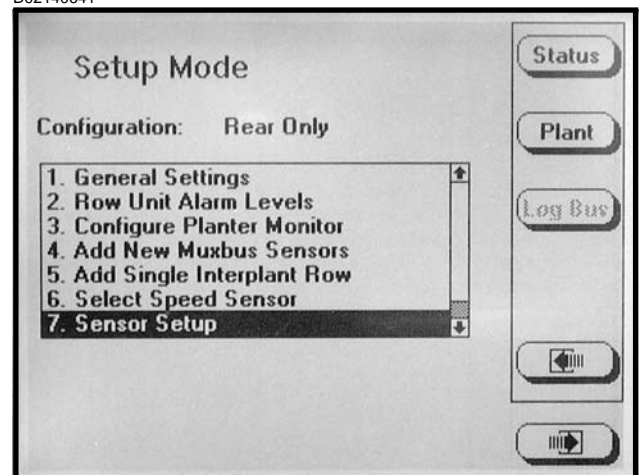 Setup Mode
Status
Configuration: Rear Only
Plant
1. General Settings
2. Row Unit Alarm Levels
3. Configure Planter Monitor
4. Add New Muxbus Sensors
5. Add Single Interplant Row
6. Select Speed Sensor
7. Sensor Setup
Log Bus